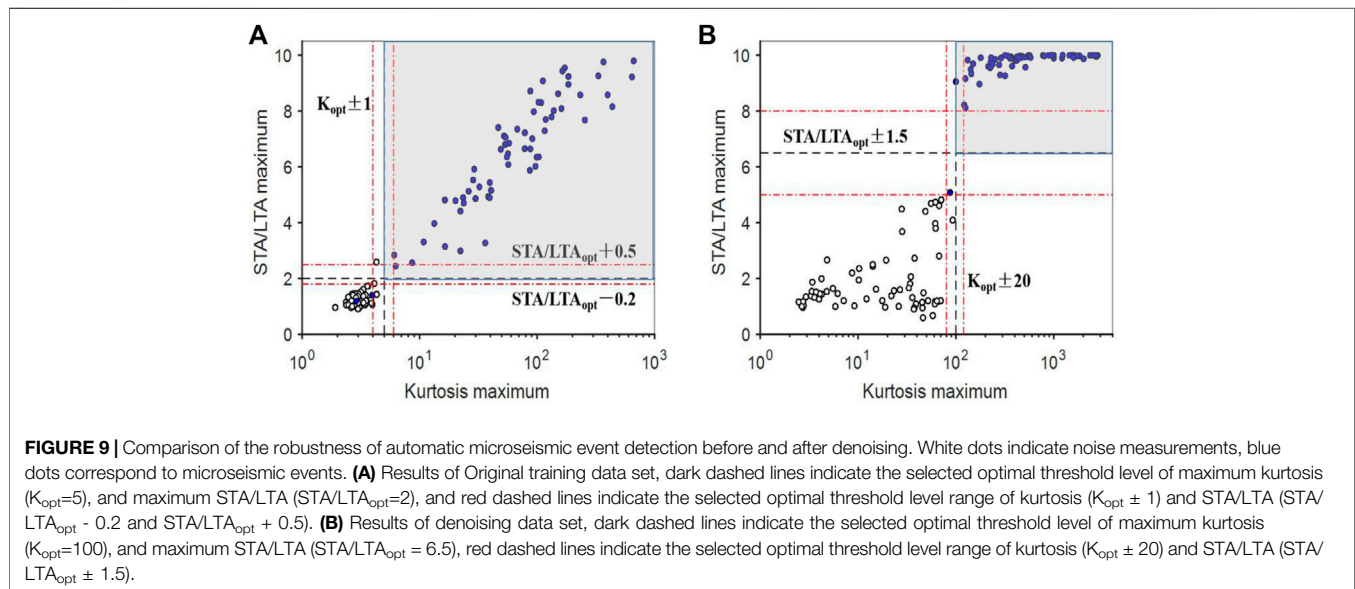 A
B
STA/LTA maximum
10
8
6
4
2
0
K_opt±1
STA/LTA_opt+0.5
STA/LTA_opt−0.2
10^0
10^1
10^2
10^3
Kurtosis maximum
STA/LTA maximum
10
8
6
4
2
0
STA/LTA_opt±1.5
K_opt±20
10^0
10^1
10^2
10^3
Kurtosis maximum
FIGURE 9 | Comparison of the robustness of automatic microseismic event detection before and after denoising. White dots indicate noise measurements, blue
dots correspond to microseismic events. (A) Results of Original training data set, dark dashed lines indicate the selected optimal threshold level of maximum kurtosis
(K_opt=5), and maximum STA/LTA (STA/LTA_opt=2), and red dashed lines indicate the selected optimal threshold level range of kurtosis (K_opt ± 1) and STA/LTA (STA/
LTA_opt - 0.2 and STA/LTA_opt + 0.5). (B) Results of denoising data set, dark dashed lines indicate the selected optimal threshold level of maximum kurtosis
(K_opt=100), and maximum STA/LTA (STA/LTA_opt = 6.5), red dashed lines indicate the selected optimal threshold level range of kurtosis (K_opt ± 20) and STA/LTA (STA/
LTA_opt ± 1.5).